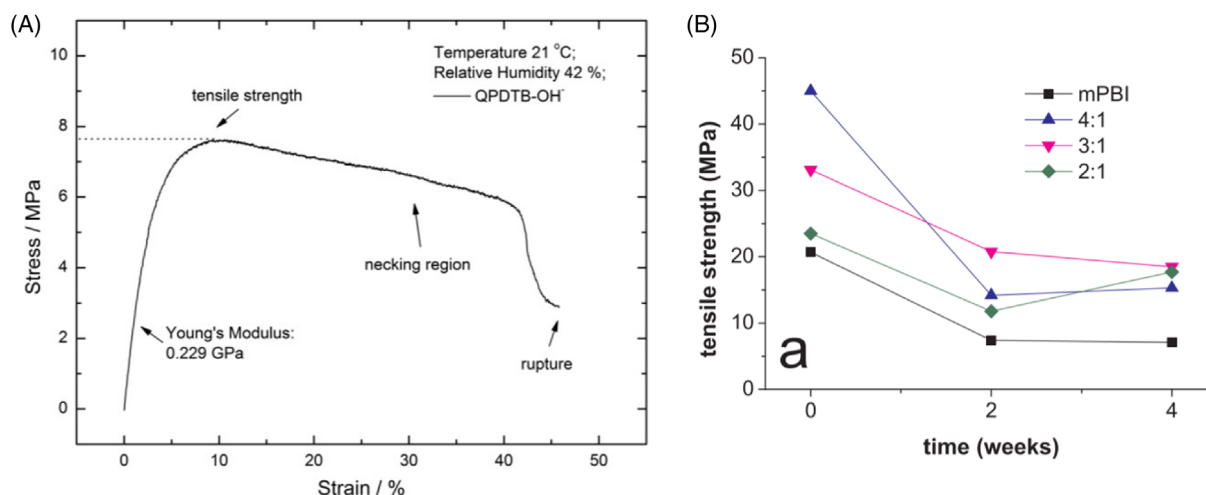 (A)
Temperature 21 °C;
Relative Humidity 42 %;
QPDTB-OH⁻
tensile strength
necking region
Young's Modulus:
0.229 GPa
rupture
10
8
6
4
2
0
Stress / MPa
0 10 20 30 40 50
Strain / %
(B)
50
40
30
20
10
0
tensile strength (MPa)
mPBI
4:1
3:1
2:1
a
0 2 4
time (weeks)